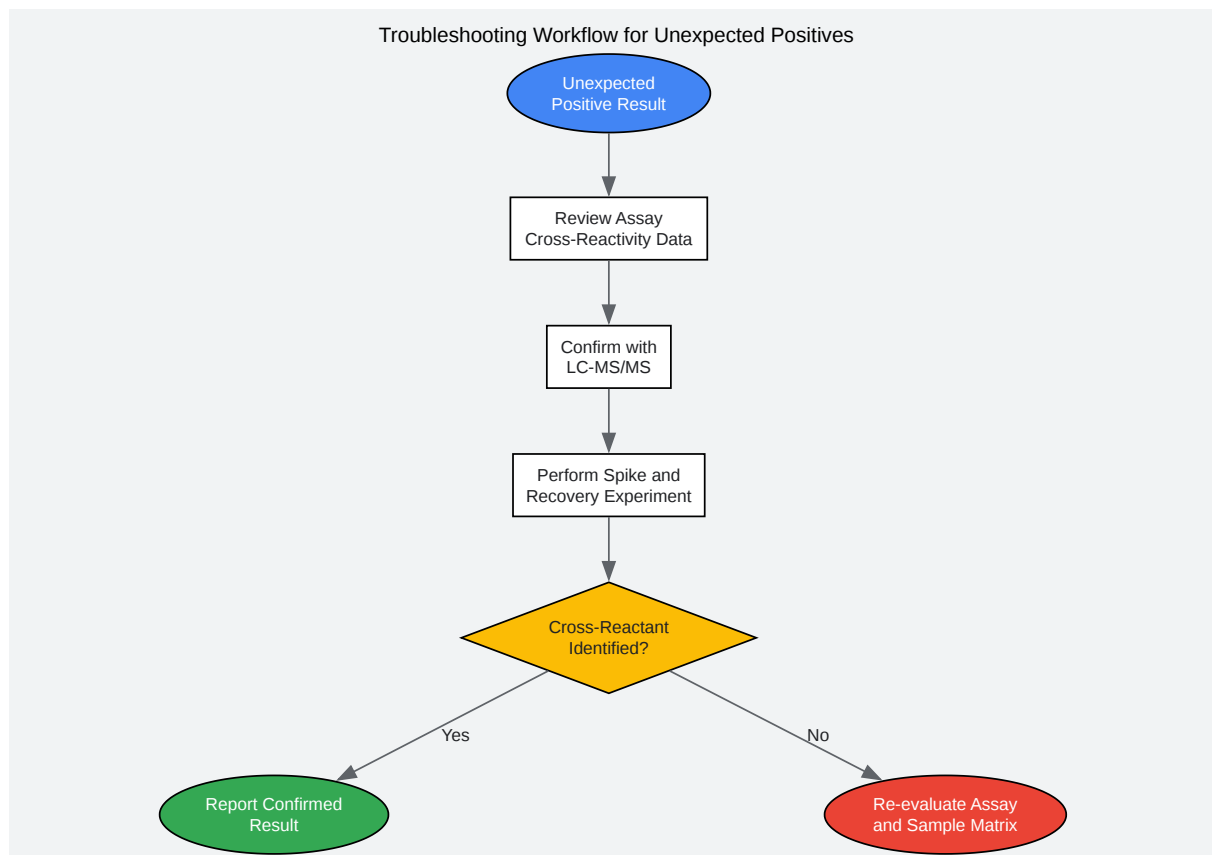 Troubleshooting Workflow for Unexpected Positives
Unexpected
Positive Result
Review Assay
Cross-Reactivity Data
Confirm with
LC-MS/MS
Perform Spike and
Recovery Experiment
Cross-Reactant
Identified?
Yes
No
Report Confirmed
Result
Re-evaluate Assay
and Sample Matrix